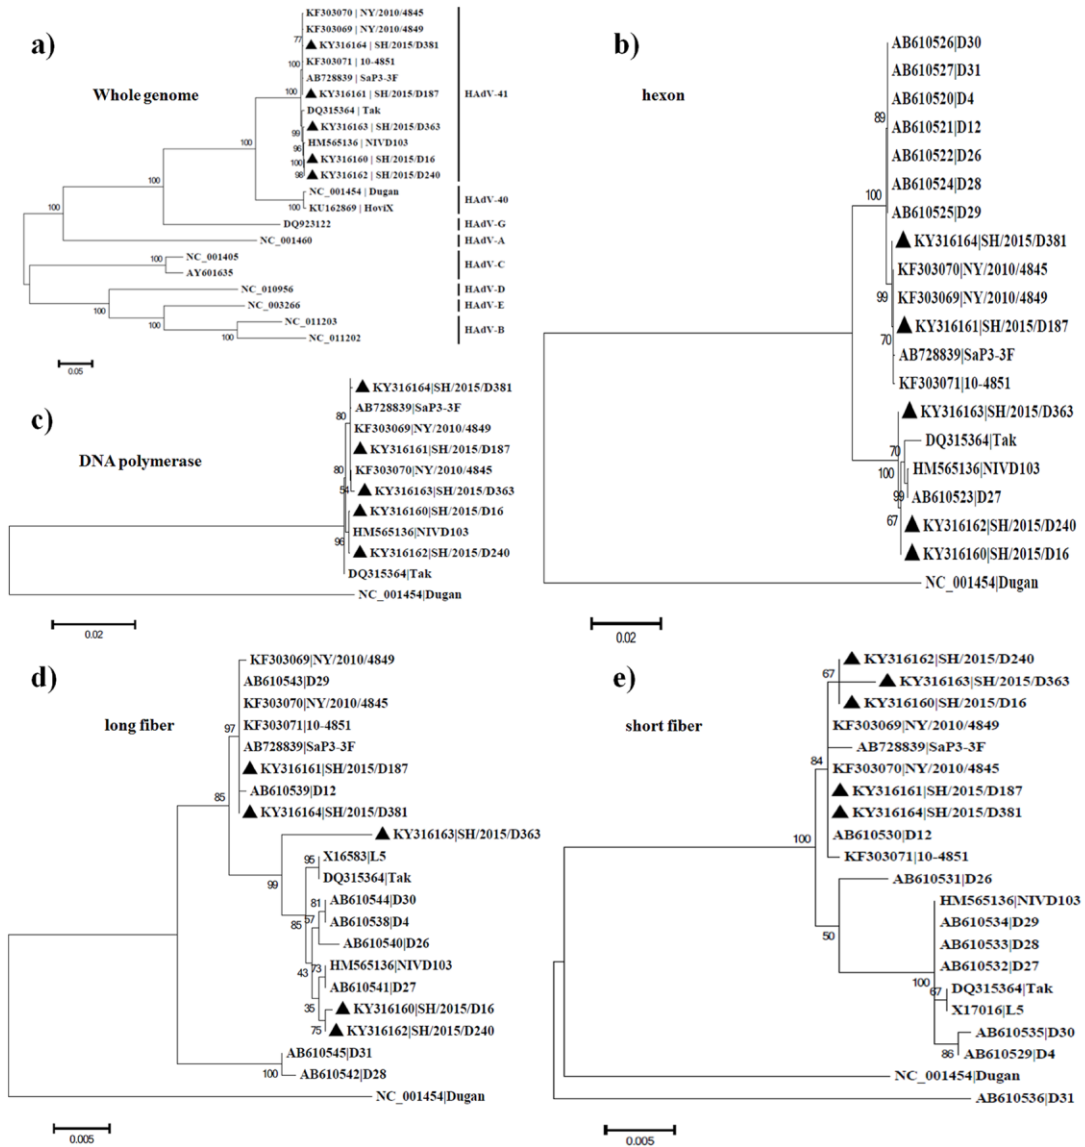 a)
Whole genome
KF303070 | NY/2010/4845
KF303069 | NY/2010/4849
77
KY316164 | SH/2015/D381
100
KF303071 | 10-4851
AB728839 | SaP3-3F
100
KY316161 | SH/2015/D187
HAdV-41
DQ315364 | Tak
KY316163 | SH/2015/D363
99
HM565136 | NIVD103
96
KY316160 | SH/2015/D16
100
KY316162 | SH/2015/D240
98
100
NC_001454 | Dugan
HAdV-40
KU162869 | HoviX
100
100
DQ923122
HAdV-G
100
NC_001460
HAdV-A
NC_001405
HAdV-C
100
AY601635
NC_010956
HAdV-D
NC_003266
HAdV-E
100
NC_011203
HAdV-B
100
NC_011202
100
0.05
b)
hexon
AB610526|D30
AB610527|D31
AB610520|D4
89
AB610521|D12
AB610522|D26
AB610524|D28
100
AB610525|D29
KY316164|SH/2015/D381
KF303070|NY/2010/4845
99
KF303069|NY/2010/4849
KY316161|SH/2015/D187
70
AB728839|SaP3-3F
KF303071|10-4851
KY316163|SH/2015/D363
DQ315364|Tak
70
100
HM565136|NIVD103
99
AB610523|D27
67
KY316162|SH/2015/D240
KY316160|SH/2015/D16
NC_001454|Dugan
0.02
c)
DNA polymerase
KY316164|SH/2015/D381
AB728839|SaP3-3F
80
KF303069|NY/2010/4849
KY316161|SH/2015/D187
80
KF303070|NY/2010/4845
54
KY316163|SH/2015/D363
KY316160|SH/2015/D16
HM565136|NIVD103
96
KY316162|SH/2015/D240
DQ315364|Tak
NC_001454|Dugan
0.02
d)
long fiber
KF303069|NY/2010/4849
AB610543|D29
KF303070|NY/2010/4845
97
KF303071|10-4851
AB728839|SaP3-3F
KY316161|SH/2015/D187
85
AB610539|D12
KY316164|SH/2015/D381
KY316163|SH/2015/D363
95
X16583|L5
DQ315364|Tak
99
81
AB610544|D30
57
AB610538|D4
85
AB610540|D26
73
HM565136|NIVD103
43
AB610541|D27
35
KY316160|SH/2015/D16
75
KY316162|SH/2015/D240
AB610545|D31
100
AB610542|D28
NC_001454|Dugan
0.005
e)
short fiber
KY316162|SH/2015/D240
67
KY316163|SH/2015/D363
KY316160|SH/2015/D16
KF303069|NY/2010/4849
AB728839|SaP3-3F
84
KF303070|NY/2010/4845
KY316161|SH/2015/D187
KY316164|SH/2015/D381
100
AB610530|D12
KF303071|10-4851
AB610531|D26
HM565136|NIVD103
AB610534|D29
50
AB610533|D28
AB610532|D27
100
DQ315364|Tak
67
X17016|L5
AB610535|D30
86
AB610529|D4
NC_001454|Dugan
AB610536|D31
0.005